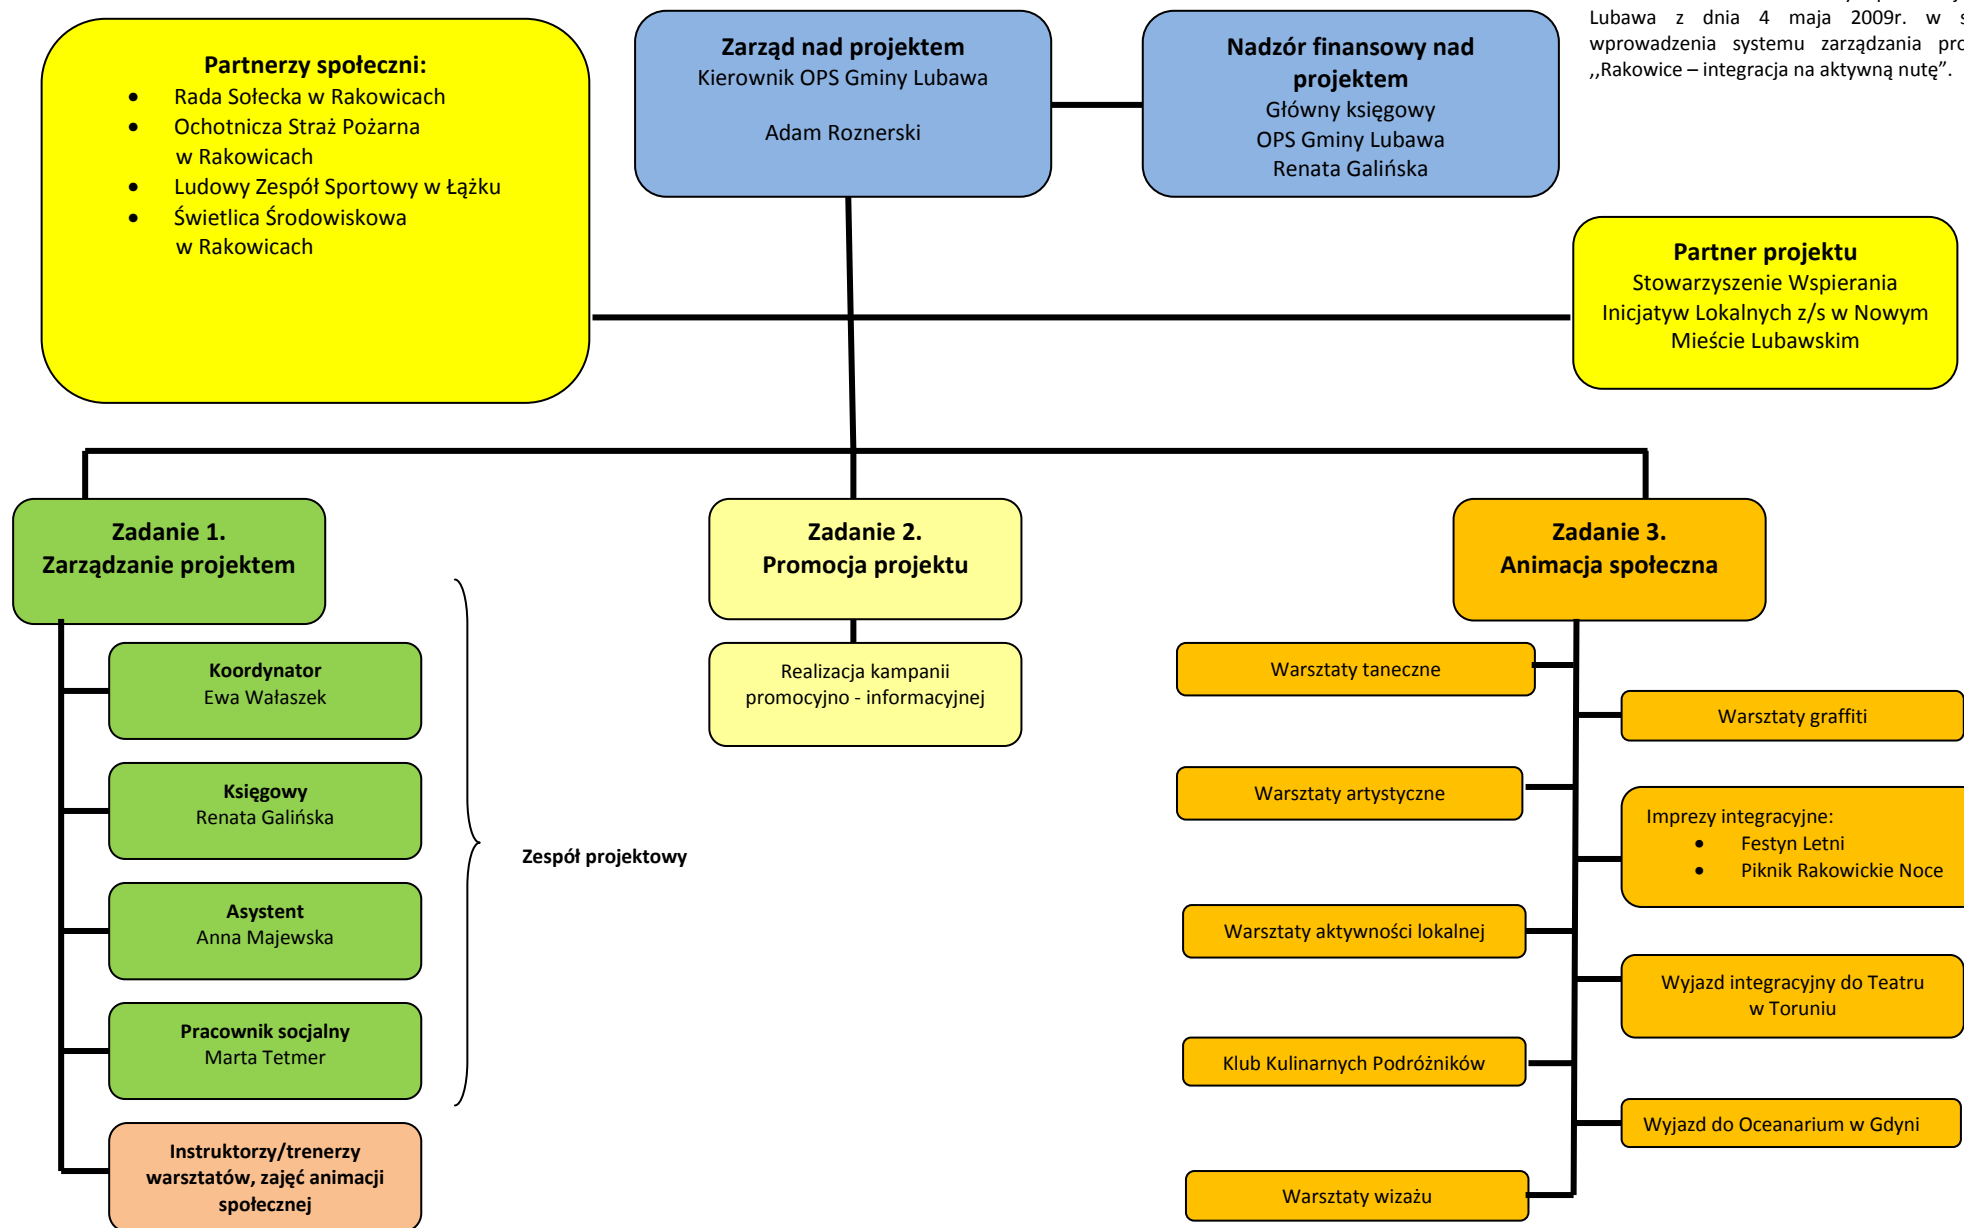 Lubawa z dnia 4 maja 2009r. w
wprowadzenia systemu zarządzania
,,Rakowice – integracja na aktywną nutę”.
Partnerzy społeczni:
• Rada Sołecka w Rakowicach
• Ochotnicza Straż Pożarna
w Rakowicach
• Ludowy Zespół Sportowy w Łążku
• Świetlica Środowiskowa
w Rakowicach
Zarząd nad projektem
Kierownik OPS Gminy Lubawa
Adam Roznerski
Nadzór finansowy nad
projektem
Główny księgowy
OPS Gminy Lubawa
Renata Galińska
Partner projektu
Stowarzyszenie Wspierania
Inicjatyw Lokalnych z/s w Nowym
Mieście Lubawskim
Zadanie 1.
Zarządzanie projektem
Koordynator
Ewa Wałaszek
Księgowy
Renata Galińska
Asystent
Anna Majewska
Pracownik socjalny
Marta Tetmer
Instruktorzy/trenerzy
warsztatów, zajęć animacji
społecznej
Zespół projektowy
Zadanie 2.
Promocja projektu
Realizacja kampanii
promocyjno - informacyjnej
Zadanie 3.
Animacja społeczna
Warsztaty taneczne
Warsztaty graffiti
Warsztaty artystyczne
Imprezy integracyjne:
• Festyn Letni
• Piknik Rakowickie Noce
Warsztaty aktywności lokalnej
Wyjazd integracyjny do Teatru
w Toruniu
Klub Kulinarnych Podróżników
Wyjazd do Oceanarium w Gdyni
Warsztaty wizażu